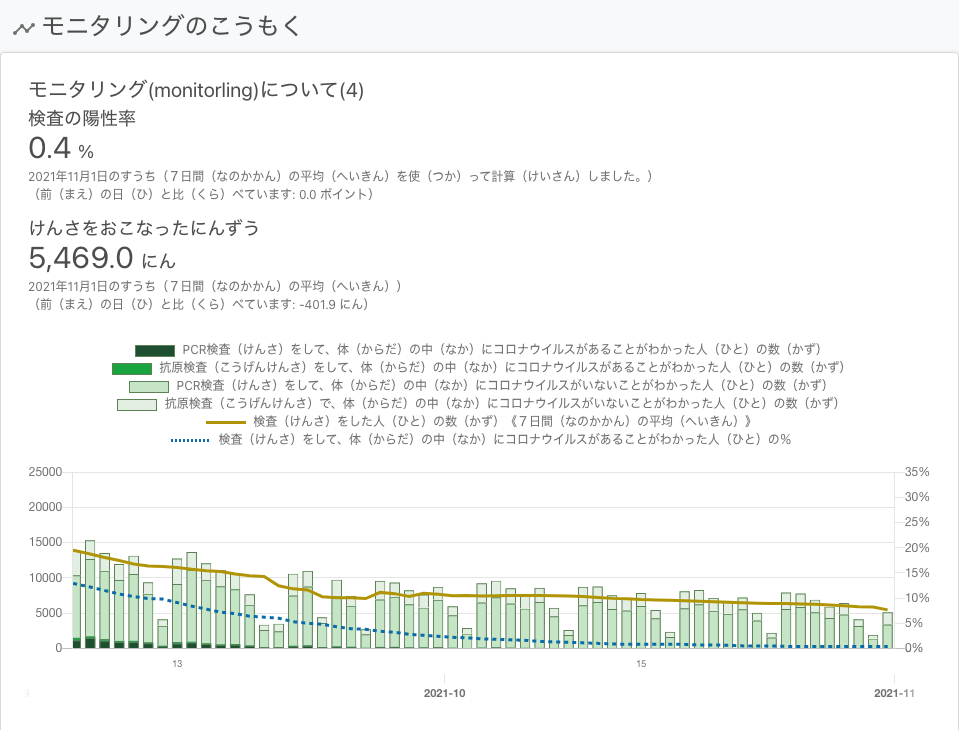 モニタリングのこうもく
モニタリング(monitorling)について(4)
検査の陽性率
0.4 %
2021年11月1日のすうち（７日間（なのかかん）の平均（へいきん）を使（つか）って計算（けいさん）しました。）
（前（まえ）の日（ひ）と比（くら）べています: 0.0 ポイント）
けんさをおこなったにんずう
5,469.0 にん
2021年11月1日のすうち（７日間（なのかかん）の平均（へいきん））
（前（まえ）の日（ひ）と比（くら）べています: -401.9 にん）
PCR検査（けんさ）をして、体（からだ）の中（なか）にコロナウイルスがあることがわかった人（ひと）の数（かず）
抗原検査（こうげんけんさ）をして、体（からだ）の中（なか）にコロナウイルスがあることがわかった人（ひと）の数（かず）
PCR検査（けんさ）をして、体（からだ）の中（なか）にコロナウイルスがいないことがわかった人（ひと）の数（かず）
抗原検査（こうげんけんさ）で、体（からだ）の中（なか）にコロナウイルスがいないことがわかった人（ひと）の数（かず）
検査（けんさ）をした人（ひと）の数（かず）《７日間（なのかかん）の平均（へいきん）》
検査（けんさ）をして、体（からだ）の中（なか）にコロナウイルスがあることがわかった人（ひと）の%
25000 35%
20000 30%
25%
15000 20%
10000 15%
10%
5000 5%
0 0%
13 15
2021-10 2021-11